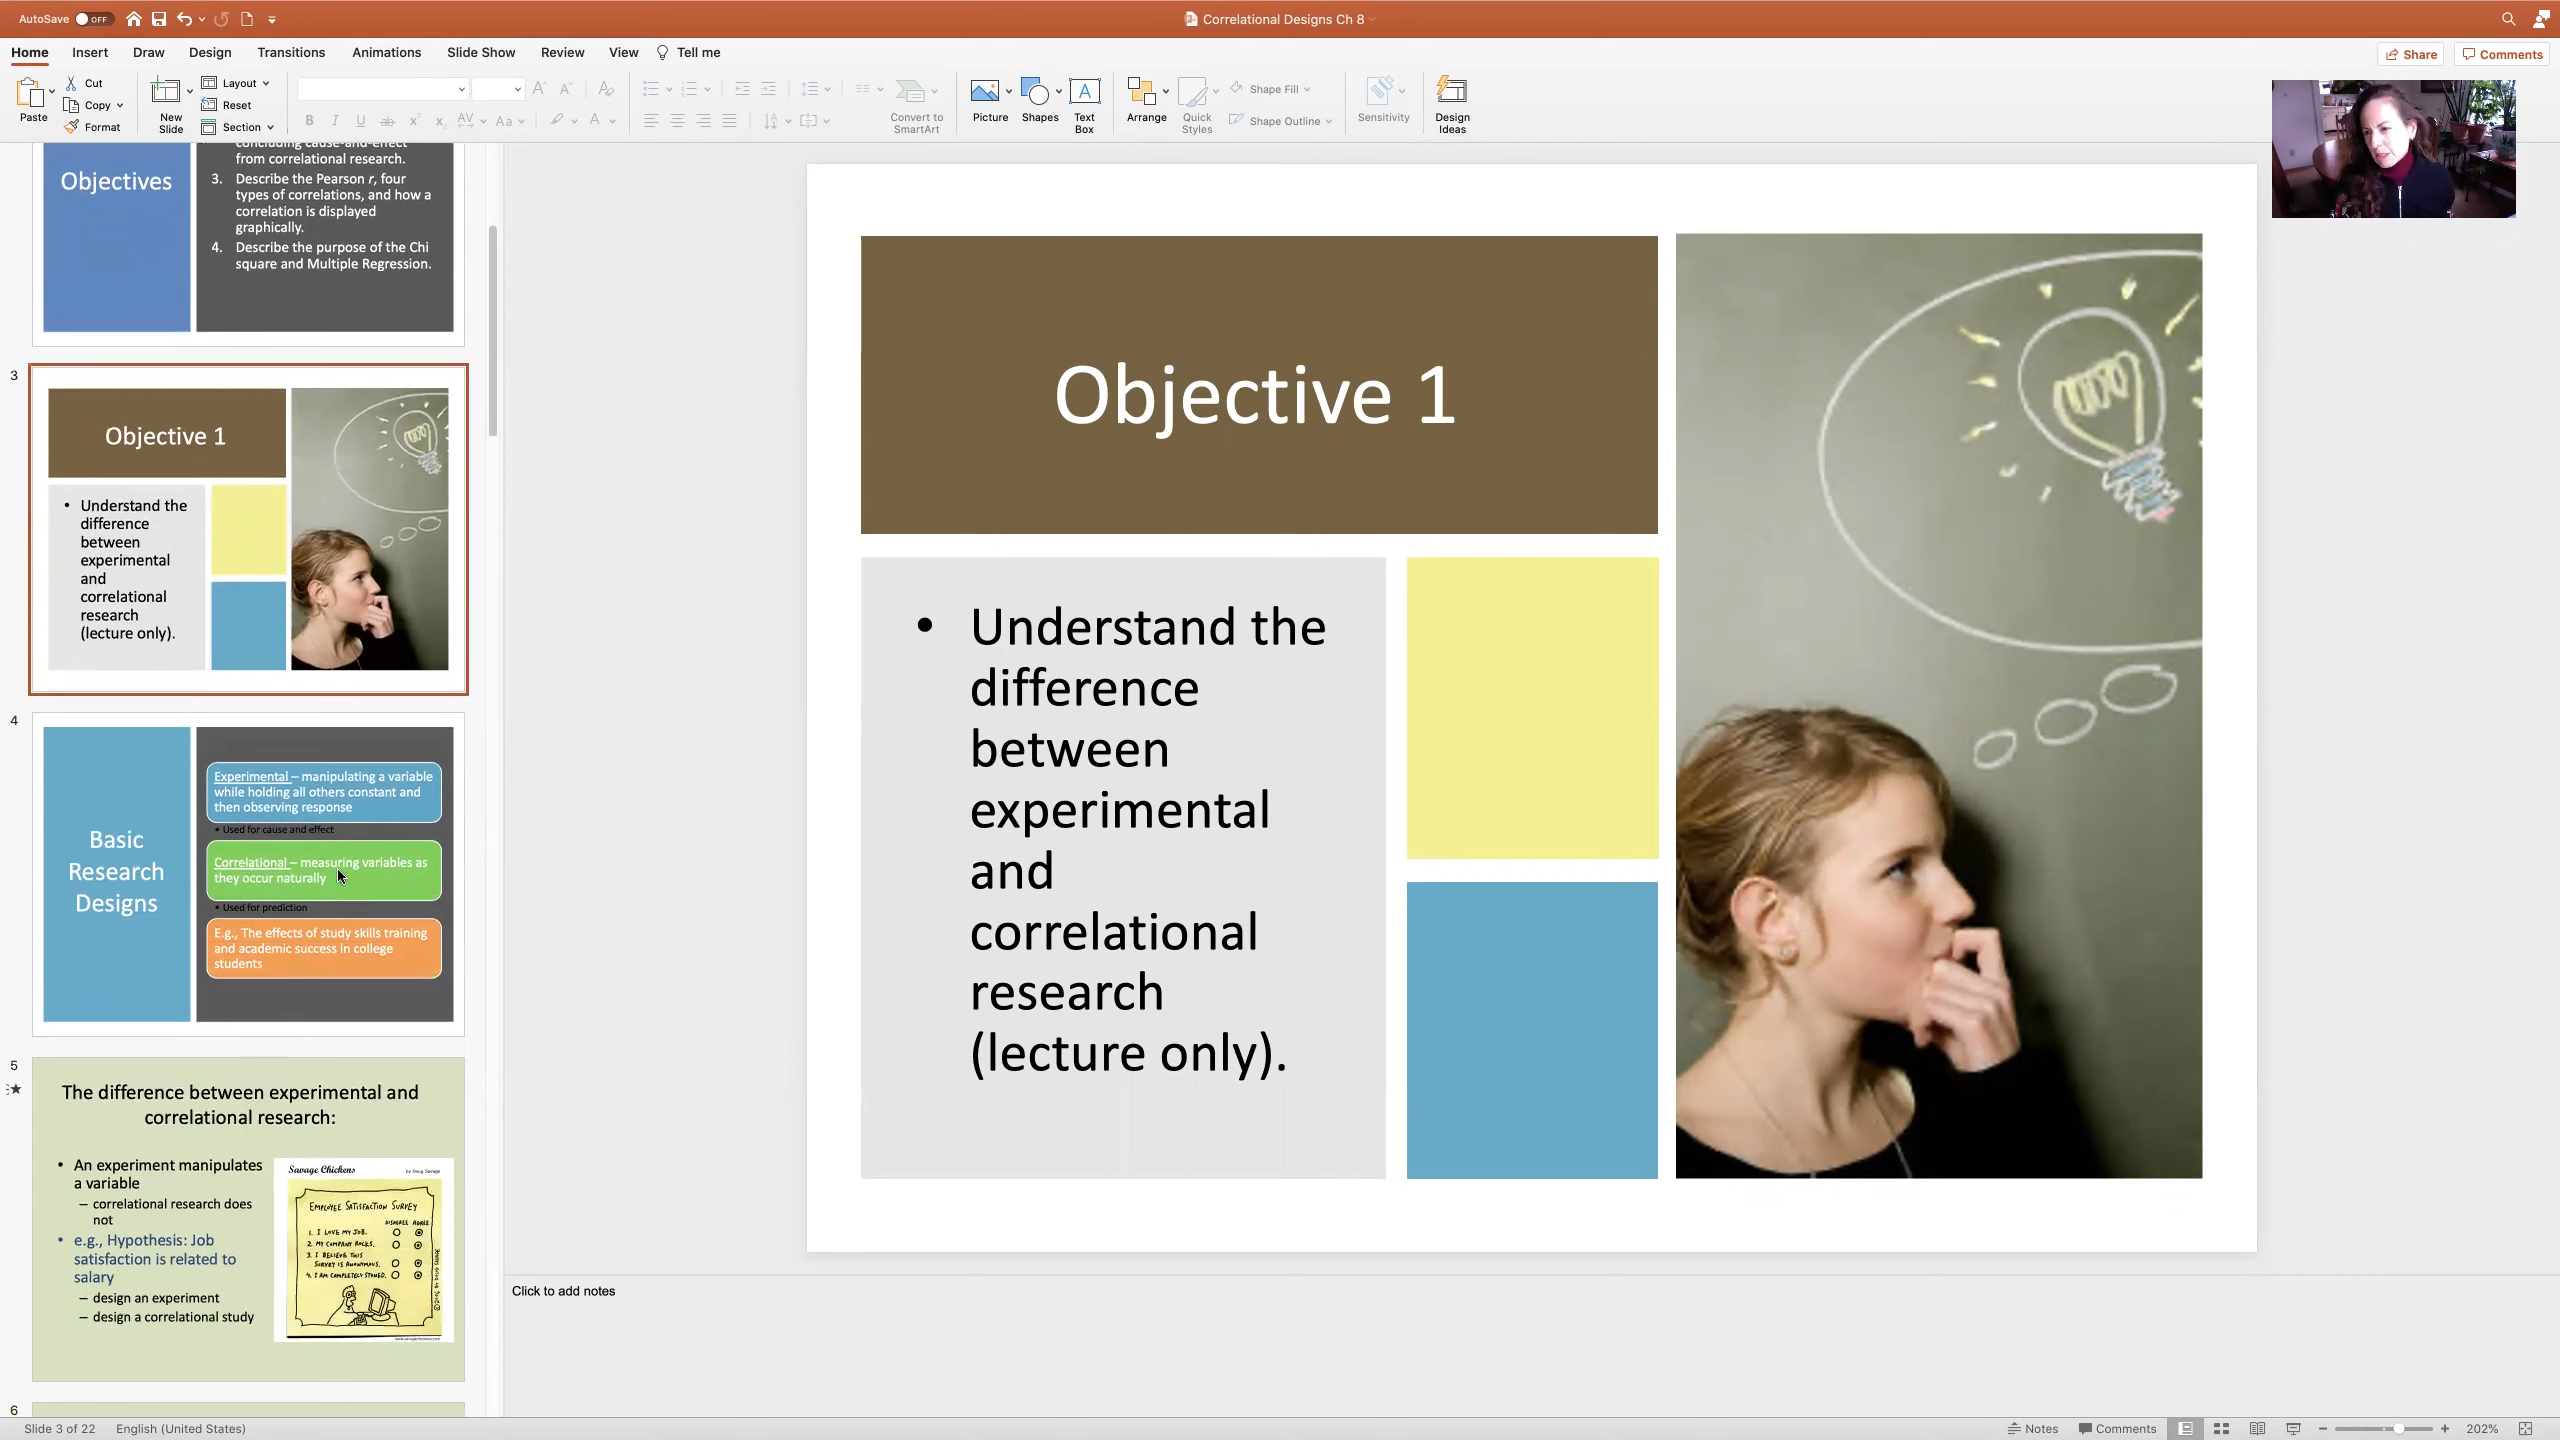 AutoSave OFF
Correlational Designs Ch 8
Home Insert Draw Design Transitions Animations Slide Show Review View Tell me
Share Comments
Paste
Cut
Copy
Format
New
Slide
Layout
Reset
Section
Convert to
SmartArt
Picture
Shapes
Text
Box
Arrange
Quick
Styles
Shape Fill
Shape Outline
Sensitivity
Design
Ideas
Objectives
concluding cause-and-effect
from correlational research.
3. Describe the Pearson r, four
types of correlations, and how a
correlation is displayed
graphically.
4. Describe the purpose of the Chi
square and Multiple Regression.
3
Objective 1
• Understand the
difference
between
experimental
and
correlational
research
(lecture only).
4
Basic
Research
Designs
Experimental – manipulating a variable
while holding all others constant and
then observing response
• Used for cause and effect
Correlational – measuring variables as
they occur naturally
• Used for prediction
E.g., The effects of study skills training
and academic success in college
students
5
The difference between experimental and
correlational research:
• An experiment manipulates
a variable
– correlational research does
not
• e.g., Hypothesis: Job
satisfaction is related to
salary
– design an experiment
– design a correlational study
Savage Chickens by Doug Savage
EMPLOYEE SATISFACTION SURVEY
DISAGREE AGREE
1. I LOVE MY JOB.
2. MY COMPANY ROCKS.
3. I BELIEVE THIS
SURVEY IS ANONYMOUS.
4. I AM COMPLETELY STONED.
6
Objective 1
• Understand the
difference
between
experimental
and
correlational
research
(lecture only).
Click to add notes
Slide 3 of 22 English (United States)
Notes Comments 202%